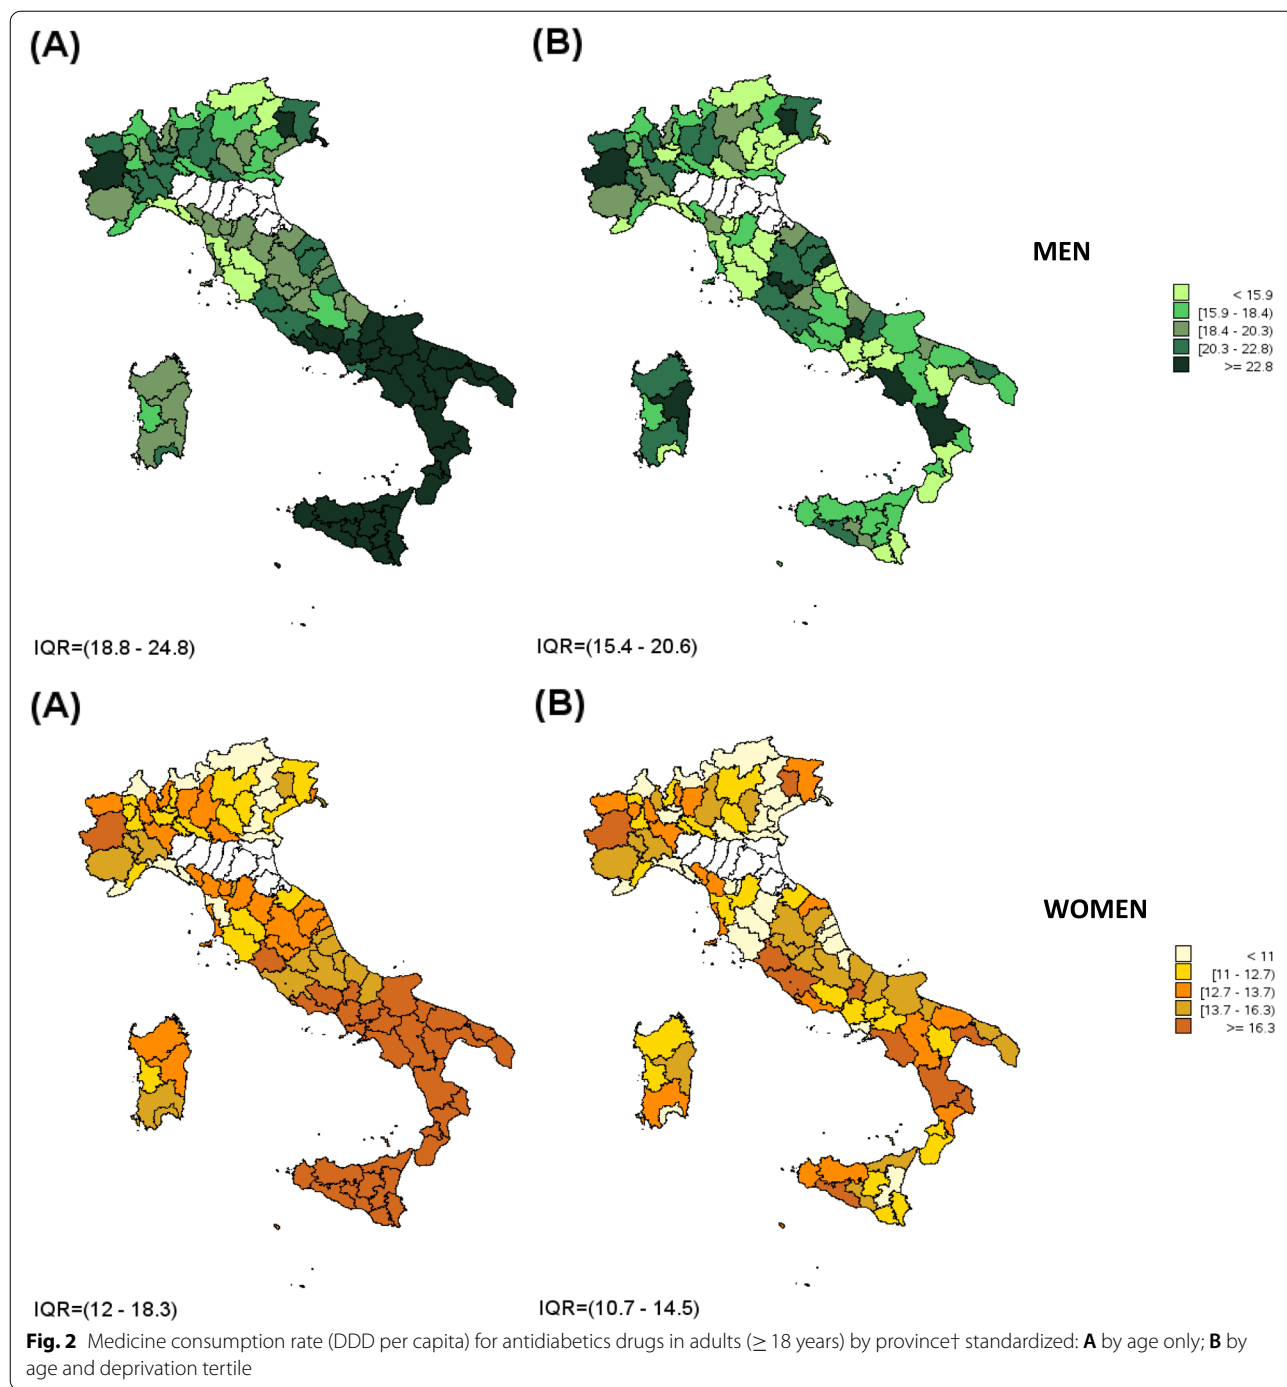 (A)
(B)
MEN
< 15.9
[15.9 - 18.4)
[18.4 - 20.3)
[20.3 - 22.8)
>= 22.8
IQR=(18.8 - 24.8)
IQR=(15.4 - 20.6)
(A)
(B)
WOMEN
< 11
[11 - 12.7)
[12.7 - 13.7)
[13.7 - 16.3)
>= 16.3
IQR=(12 - 18.3)
IQR=(10.7 - 14.5)
Fig. 2 Medicine consumption rate (DDD per capita) for antidiabetics drugs in adults (≥ 18 years) by province† standardized: A by age only; B by
age and deprivation tertile